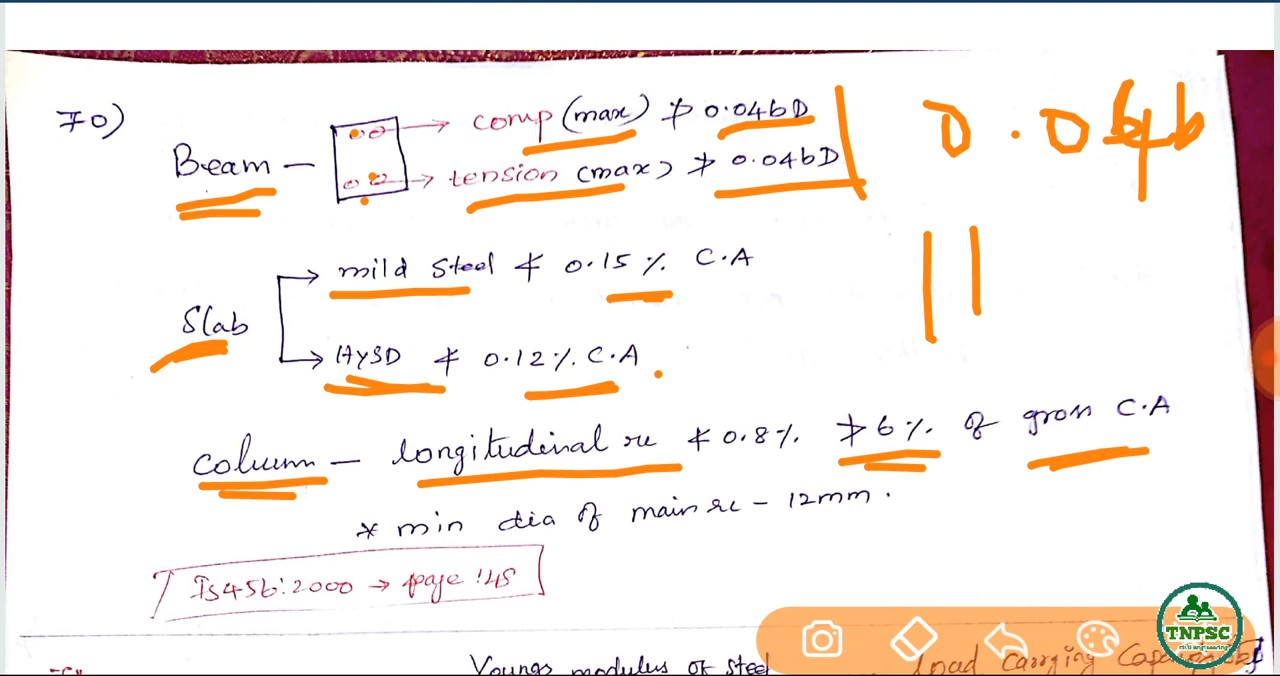 70)
Beam – → comp (max) ≯ 0.04bD
→ tension (max) ≯ 0.04bD
0.04b
Slab → mild steel ≮ 0.15 % C.A
→ HYSD ≮ 0.12 % C.A
column – longitudinal re ≮ 0.8 % ≯ 6 % of gross C.A
* min dia of main re – 12mm.
Is456:2000 → page :45
TNPSC
civil engineering
Youngs modulus of steel
load carrying